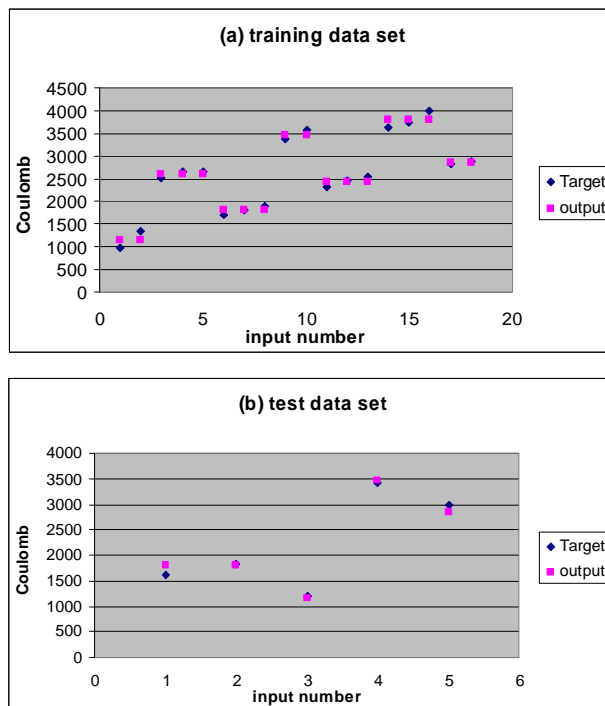 (a) training data set
4500
4000
3500
3000
2500
2000
1500
1000
500
0
Coulomb
0 5 10 15 20
input number
Target
output
(b) test data set
4000
3500
3000
2500
2000
1500
1000
500
0
Coulomb
0 1 2 3 4 5 6
input number
Target
output